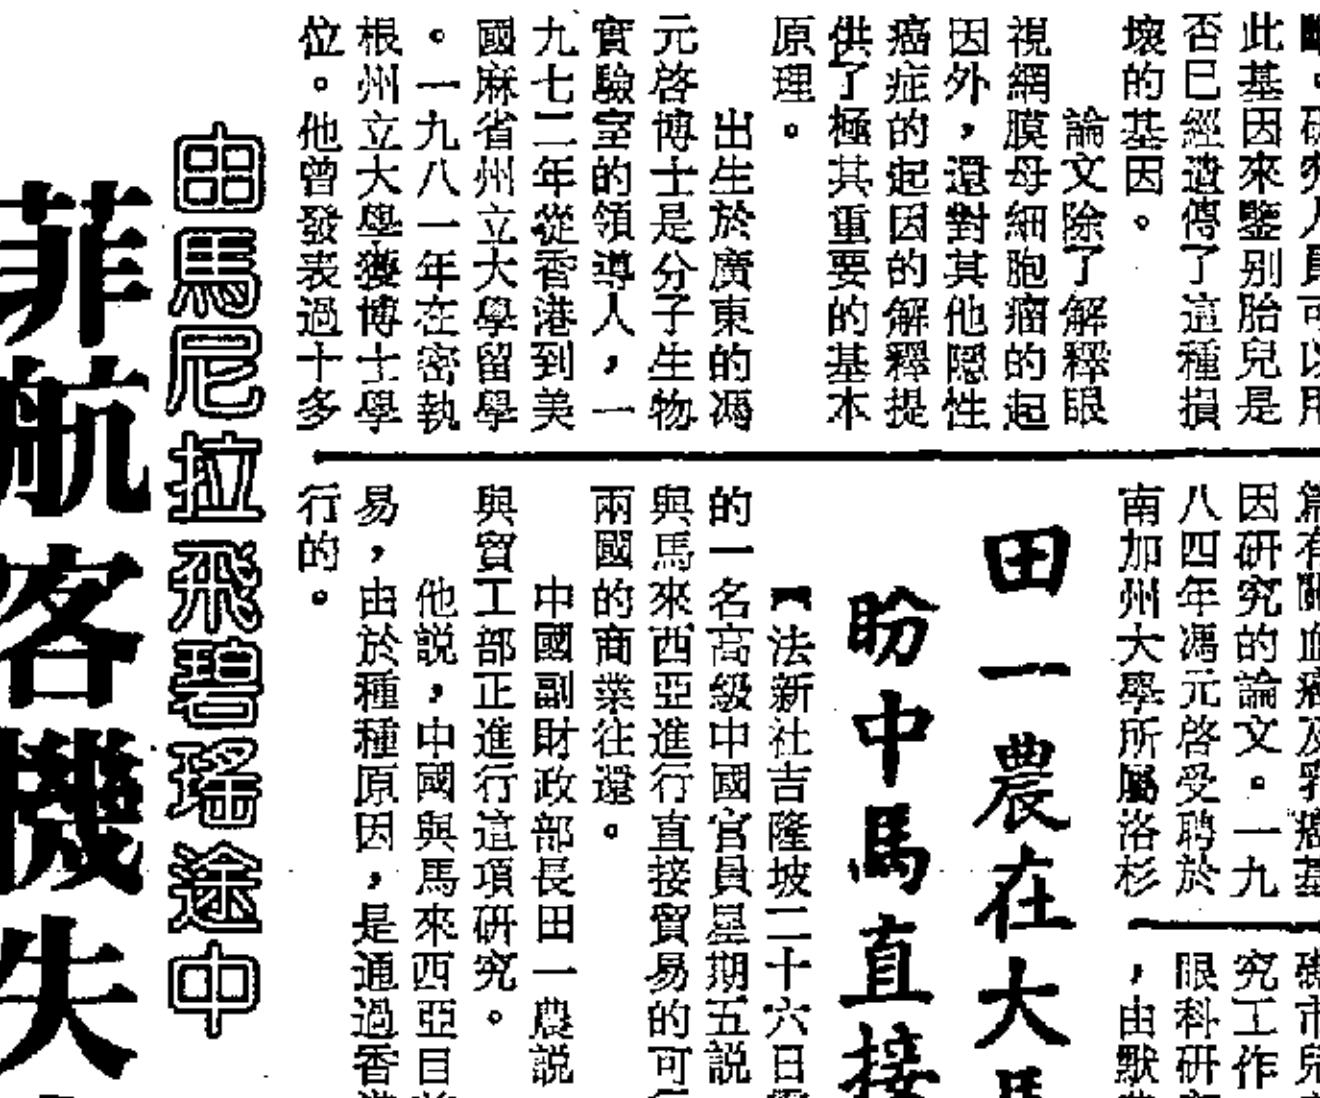 此基因來鑒別胎兒是
否已經遺傳了這種損
壞的基因。
論文除了解釋眼
視網膜母細胞瘤的起
因外，還對其他隱性
癌症的起因的解釋提
供了極其重要的基本
原理。
出生於廣東的馮
元啓博士是分子生物
實驗室的領導人，一
九七二年從香港到美
國麻省州立大學留學
。一九八一年在密執
根州立大學獲博士學
位。他曾發表過十多
因研究的論文。一九
八四年馮元啓受聘於
南加州大學所屬洛杉
究工作
眼科研
，由默
田一農在大
盼中馬直接
【法新社吉隆坡二十六日
的一名高級中國官員星期五説
與馬來西亞進行直接貿易的可
兩國的商業往還。
中國副財政部長田一農説
與貿工部正進行這項研究。
他説，中國與馬來西亞目
易，由於種種原因，是通過香
行的。
由馬尼拉飛碧瑤途中
菲航客機失